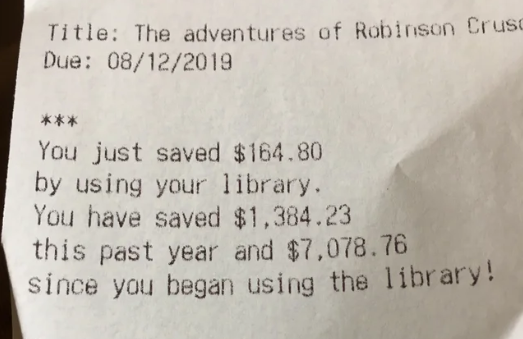 Title: The adventures of Robinson Crus
Due: 08/12/2019
***
You just saved $164.80
by using your library.
You have saved $1,384.23
this past year and $7,078.76
since you began using the library!